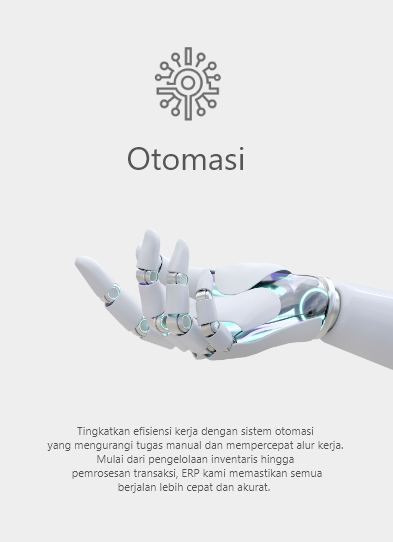 Otomasi
Tingkatkan efisiensi kerja dengan sistem otomasi
yang mengurangi tugas manual dan mempercepat alur kerja.
Mulai dari pengelolaan inventaris hingga
pemrosesan transaksi, ERP kami memastikan semua
berjalan lebih cepat dan akurat.